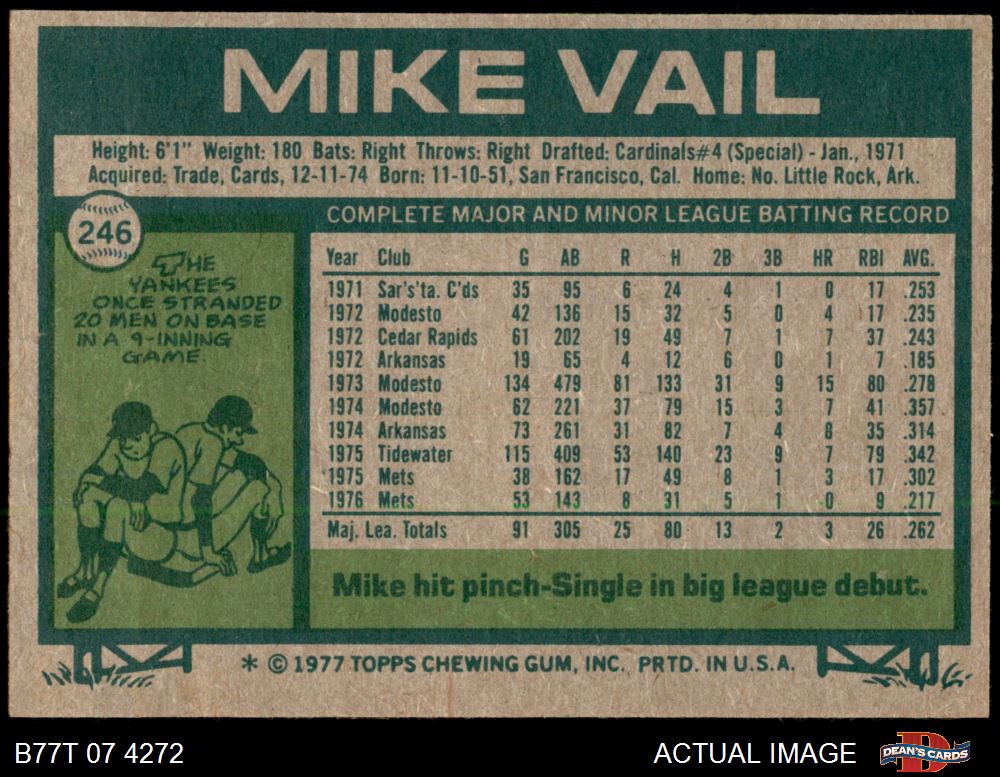 MIKE VAIL
Height: 6'1" Weight: 180 Bats: Right Throws: Right Drafted: Cardinals#4 (Special) - Jan., 1971
Acquired: Trade, Cards, 12-11-74 Born: 11-10-51, San Francisco, Cal. Home: No. Little Rock, Ark.
246
THE
YANKEES
ONCE STRANDED
20 MEN ON BASE
IN A 9-INNING
GAME.
COMPLETE MAJOR AND MINOR LEAGUE BATTING RECORD
Year Club G AB R H 2B 3B HR RBI AVG.
1971 Sar's'ta. C'ds 35 95 6 24 4 1 0 17 .253
1972 Modesto 42 136 15 32 5 0 4 17 .235
1972 Cedar Rapids 61 202 19 49 7 1 7 37 .243
1972 Arkansas 19 65 4 12 6 0 1 7 .185
1973 Modesto 134 479 81 133 31 9 15 80 .278
1974 Modesto 62 221 37 79 15 3 7 41 .357
1974 Arkansas 73 261 31 82 7 4 8 35 .314
1975 Tidewater 115 409 53 140 23 9 7 79 .342
1975 Mets 38 162 17 49 8 1 3 17 .302
1976 Mets 53 143 8 31 5 1 0 9 .217
Maj. Lea. Totals 91 305 25 80 13 2 3 26 .262
Mike hit pinch-Single in big league debut.
* © 1977 TOPPS CHEWING GUM, INC. PRTD. IN U.S.A.
B77T 07 4272
ACTUAL IMAGE
DEAN'S CARDS